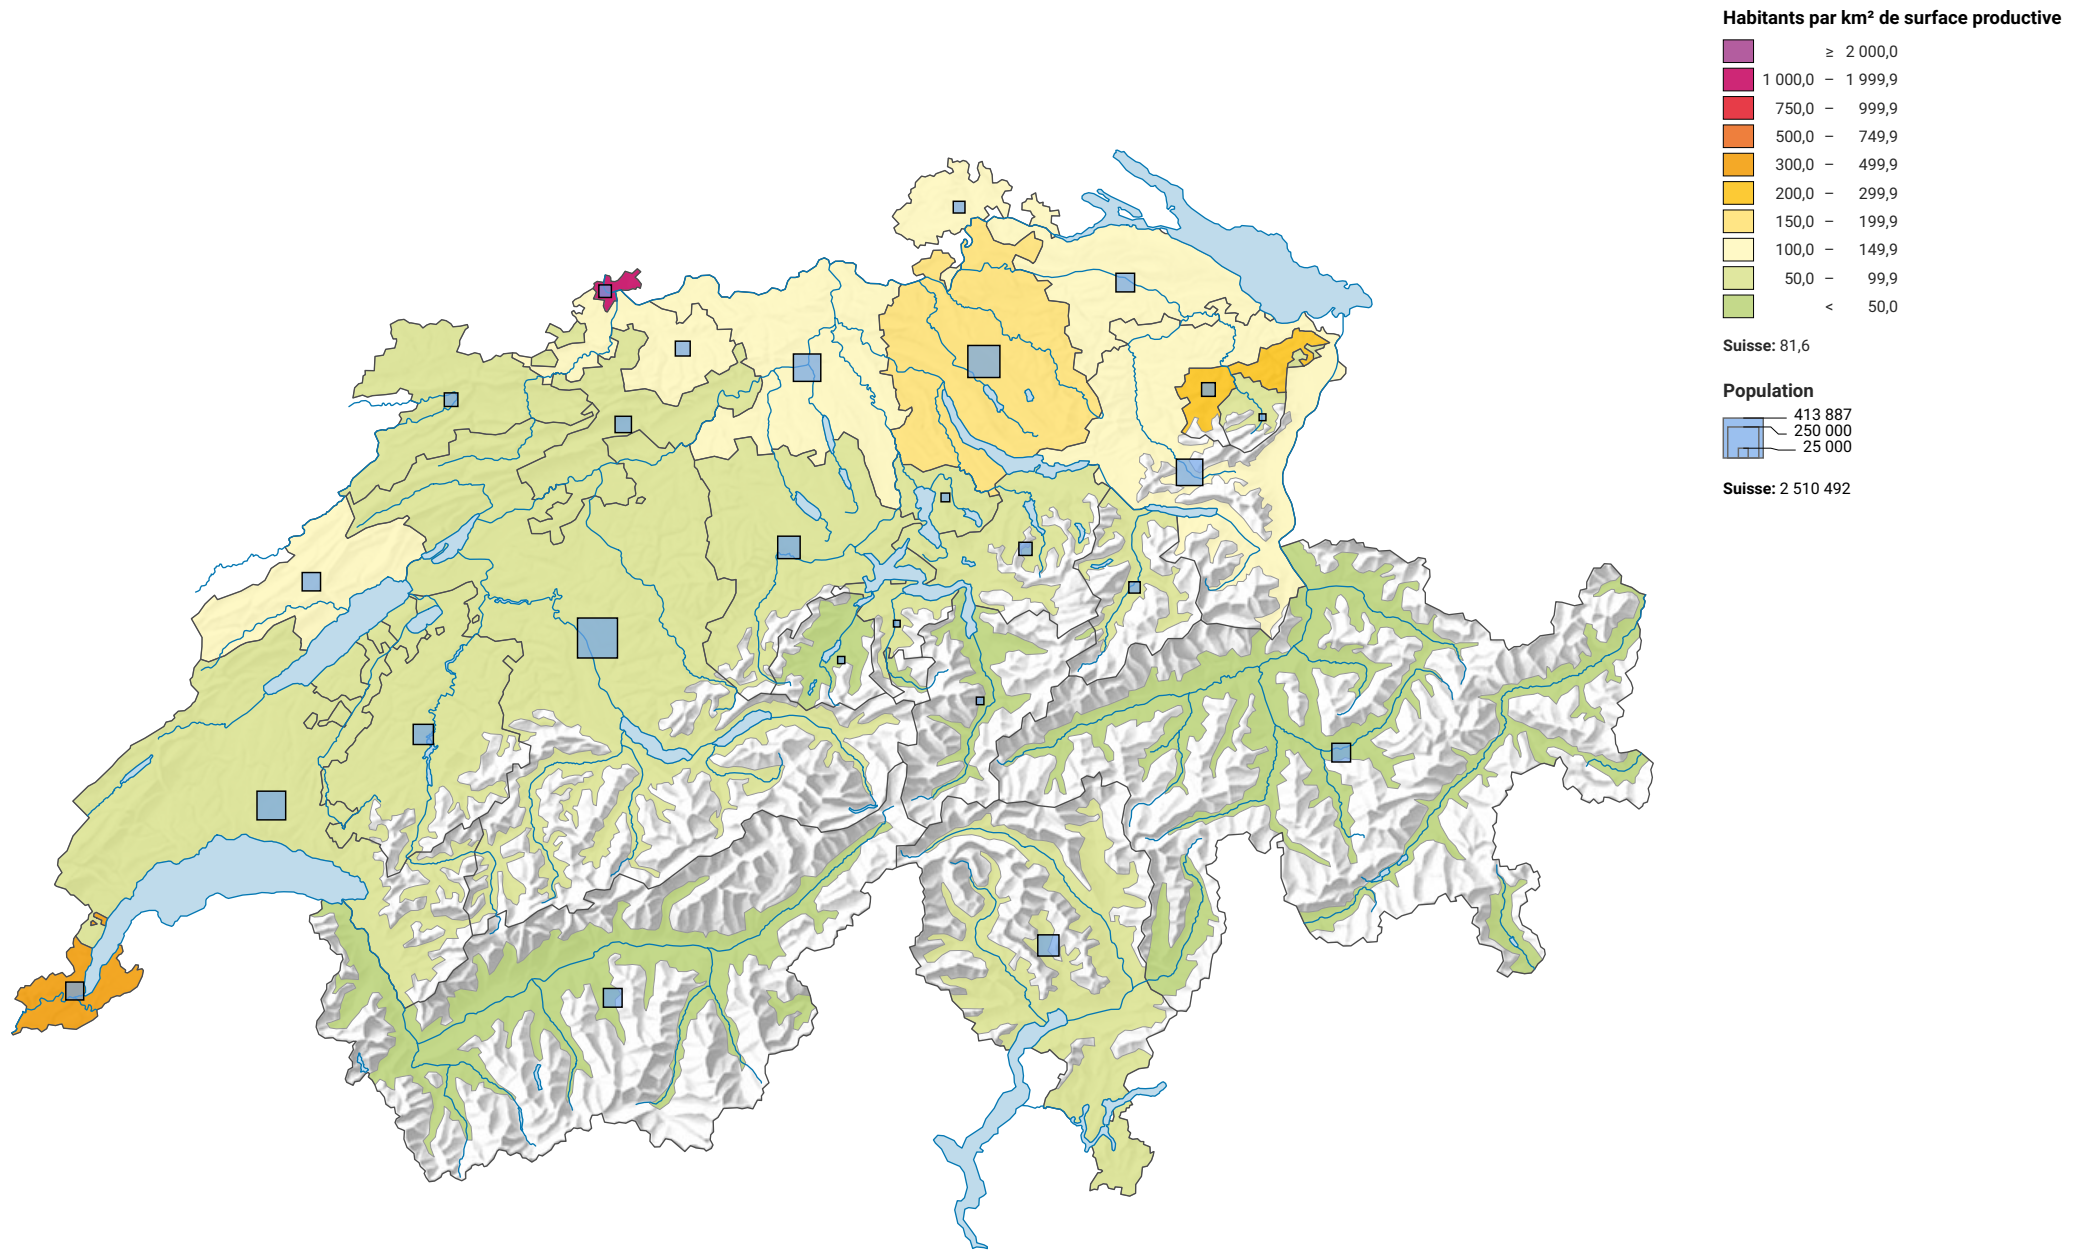 Habitants par km² de surface productive
≥ 2 000,0
1 000,0 – 1 999,9
750,0 – 999,9
500,0 – 749,9
300,0 – 499,9
200,0 – 299,9
150,0 – 199,9
100,0 – 149,9
50,0 – 99,9
< 50,0
Suisse: 81,6
Population
413 887
250 000
25 000
Suisse: 2 510 492